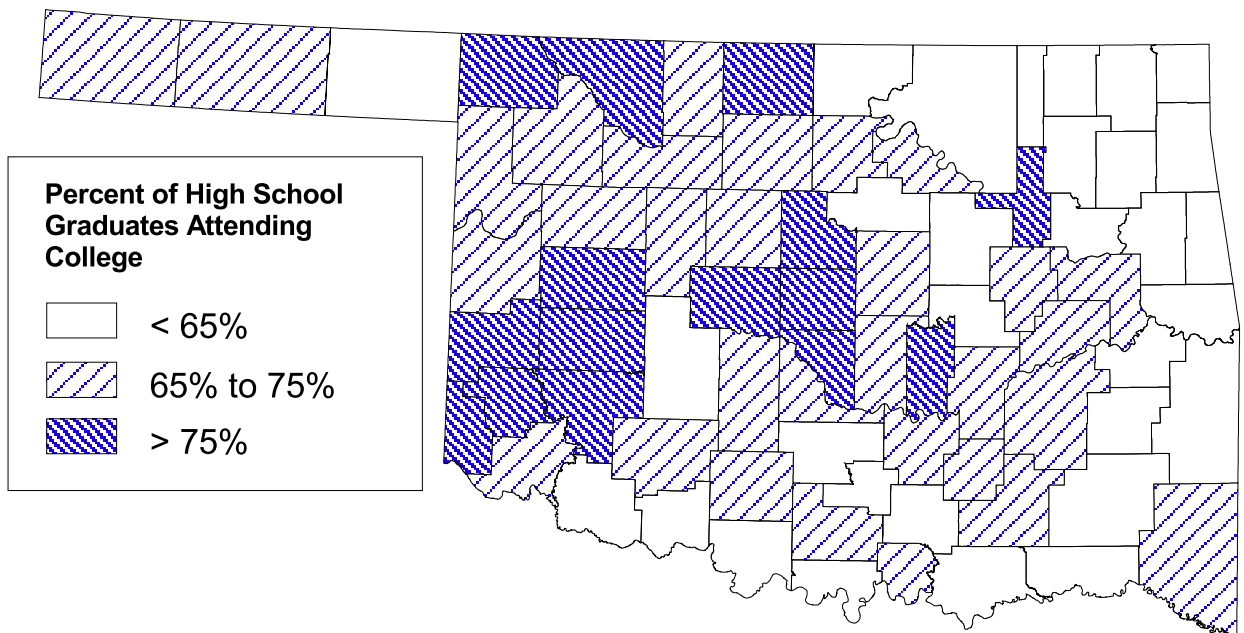 Percent of High School
Graduates Attending
College
< 65%
65% to 75%
> 75%